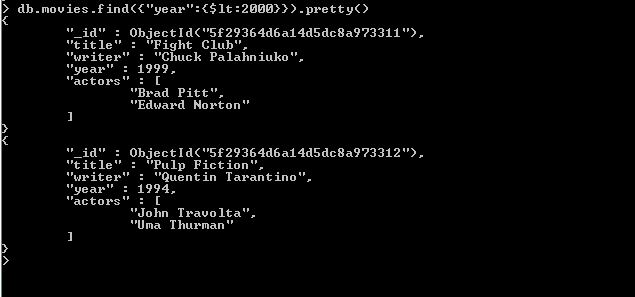 > db.movies.find({"year":{$lt:2000}}).pretty()
{
        "_id" : ObjectId("5f29364d6a14d5dc8a973311"),
        "title" : "Fight Club",
        "writer" : "Chuck Palahniuko",
        "year" : 1999,
        "actors" : [
                "Brad Pitt",
                "Edward Norton"
        ]
}
{
        "_id" : ObjectId("5f29364d6a14d5dc8a973312"),
        "title" : "Pulp Fiction",
        "writer" : "Quentin Tarantino",
        "year" : 1994,
        "actors" : [
                "John Travolta",
                "Uma Thurman"
        ]
}
>